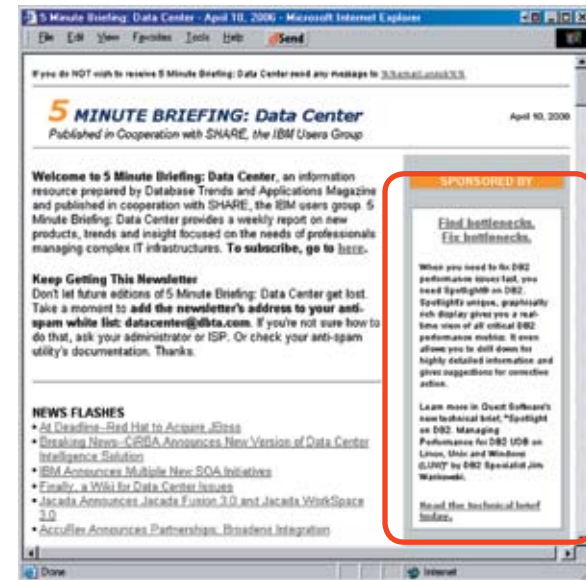 5 Minute Briefing: Data Center - April 10, 2006 - Microsoft Internet Explorer
File Edit View Favorites Tools Help Send
If you do NOT wish to receive 5 Minute Briefing: Data Center send any message to
5 MINUTE BRIEFING: Data Center
April 10, 2006
Published in Cooperation with SHARE, the IBM Users Group
Welcome to 5 Minute Briefing: Data Center, an information
resource prepared by Database Trends and Applications Magazine
and published in cooperation with SHARE, the IBM users group. 5
Minute Briefing: Data Center provides a weekly report on new
products, trends and insight focused on the needs of professionals
managing complex IT infrastructures. To subscribe, go to here.
Keep Getting This Newsletter
Don't let future editions of 5 Minute Briefing: Data Center get lost.
Take a moment to add the newsletter's address to your anti-
spam white list: datacenter@dbta.com. If you're not sure how to
do that, ask your administrator or ISP. Or check your anti-spam
utility's documentation. Thanks.
NEWS FLASHES
• At Deadline--Red Hat to Acquire JBoss
• Breaking News--CiRBA Announces New Version of Data Center
Intelligence Solution
• IBM Announces Multiple New SOA Initiatives
• Finally, a Wiki for Data Center Issues
• Jacada Announces Jacada Fusion 3.0 and Jacada WorkSpace
3.0
• AccuRev Announces Partnerships, Broadens Integration
SPONSORED BY
Find bottlenecks.
Fix bottlenecks.
When you need to fix DB2
performance issues fast, you
need Spotlight® on DB2.
Spotlight's unique, graphically
rich display gives you a real-
time view of all critical DB2
performance metrics. It even
allows you to drill down for
highly detailed information and
gives suggestions for corrective
action.
Learn more in Quest Software's
new technical brief, "Spotlight
on DB2. Managing
Performance for DB2 UDB on
Linux, Unix and Windows
(LUW)" by DB2 Specialist Jim
Wankowski.
Read the technical brief
today.
Done
Internet